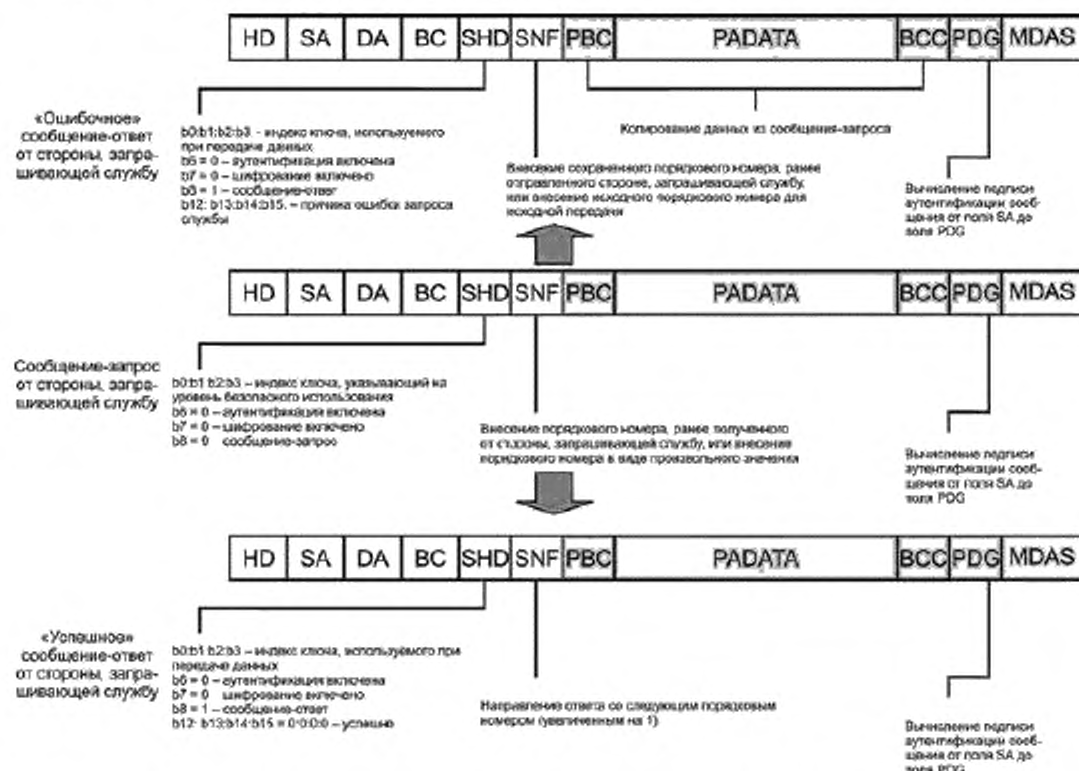 HD SA DA BC SHD SNF PBC PADATA BCC PDG MDAS
«Ошибочное»
сообщение-ответ
от стороны, запра-
шивающей службу
b0:b1:b2:b3 - индекс ключа, используемого
при передаче данных
b6 = 0 – аутентификация включена
b7 = 0 – шифрование включено
b8 = 1 – сообщение-ответ
b12: b13:b14:b15. – причина ошибки запроса
службы
Копирование данных из сообщения-запроса
Внесение сохраненного порядкового номера, ранее
отправленного стороне, запрашивающей службу,
или внесение исходного порядкового номера для
исходной передачи
Вычисление подписи
аутентификации сооб-
щения от поля SA до
поля PDG
HD SA DA BC SHD SNF PBC PADATA BCC PDG MDAS
Сообщение-запрос
от стороны, запра-
шивающей службу
b0:b1:b2:b3 – индекс ключа, указывающий на
уровень безопасного использования
b6 = 0 – аутентификация включена
b7 = 0 – шифрование включено
b8 = 0 сообщение-запрос
Внесение порядкового номера, ранее полученного
от стороны, запрашивающей службу, или внесение
порядкового номера в виде произвольного значения
Вычисление подписи
аутентификации сооб-
щения от поля SA до
поля PDG
HD SA DA BC SHD SNF PBC PADATA BCC PDG MDAS
«Успешное»
сообщение-ответ
от стороны, запра-
шивающей службу
b0:b1:b2:b3 – индекс ключа, используемого при
передаче данных
b6 = 0 – аутентификация включена
b7 = 0 шифрование включено
b8 = 1 – сообщение-ответ
b12: b13:b14:b15 = 0:0:0:0 – успешно
Направление ответа со следующим порядковым
номером (увеличенным на 1)
Вычисление подписи
аутентификации сооб-
щения от поля SA до
поля PDG